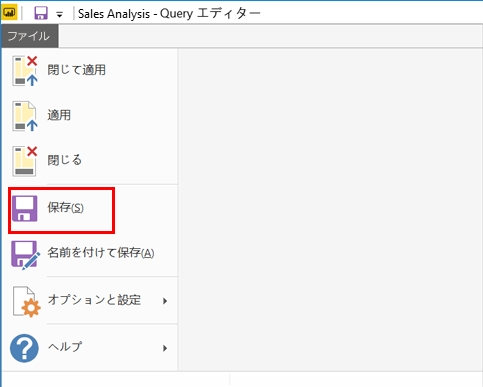 Sales Analysis - Query エディター
ファイル
閉じて適用
適用
閉じる
保存(S)
名前を付けて保存(A)
オプションと設定
ヘルプ